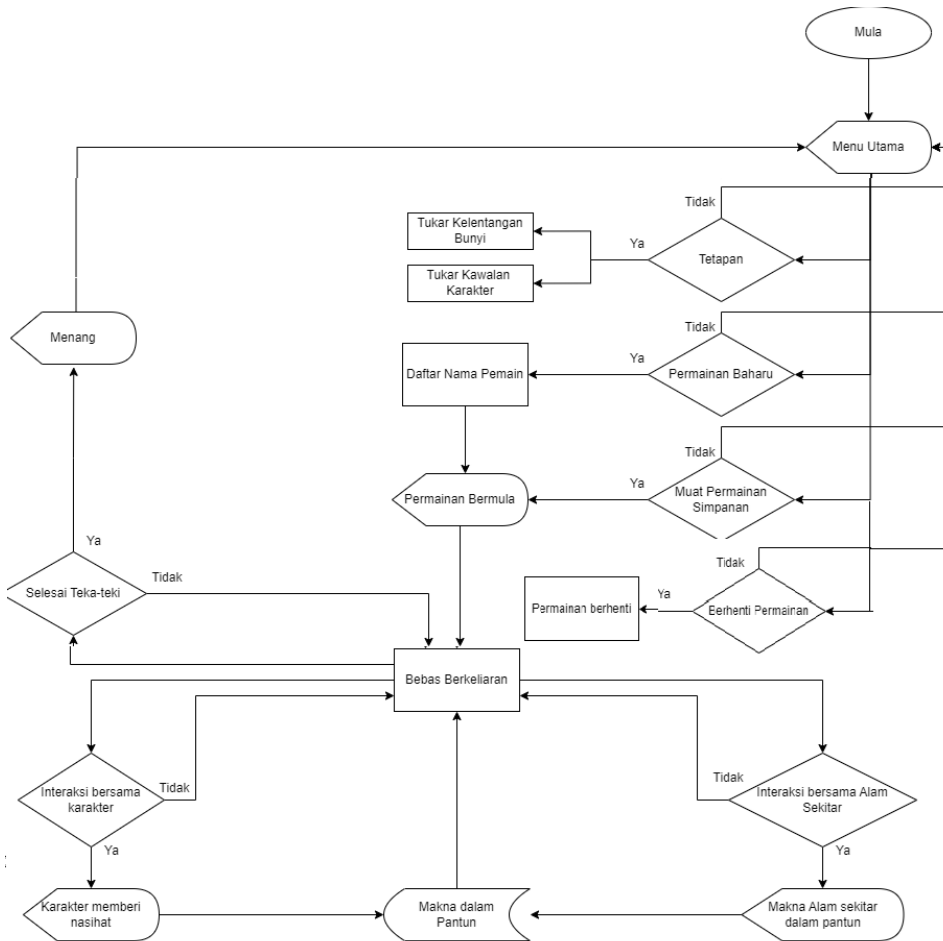 Mula
Menu Utama
Tidak
Tukar Kelentangan
Bunyi
Ya
Tetapan
Tukar Kawalan
Karakter
Menang
Tidak
Ya
Daftar Nama Pemain
Permainan Baharu
Tidak
Ya
Permainan Bermula
Muat Permainan
Simpanan
Ya
Tidak
Tidak
Selesai Teka-teki
Ya
Permainan berhenti
Berhenti Permainan
Bebas Berkeliaran
Interaksi bersama
karakter
Tidak
Tidak
Interaksi bersama Alam
Sekitar
Ya
Ya
Karakter memberi
nasihat
Makna dalam
Pantun
Makna Alam sekitar
dalam pantun